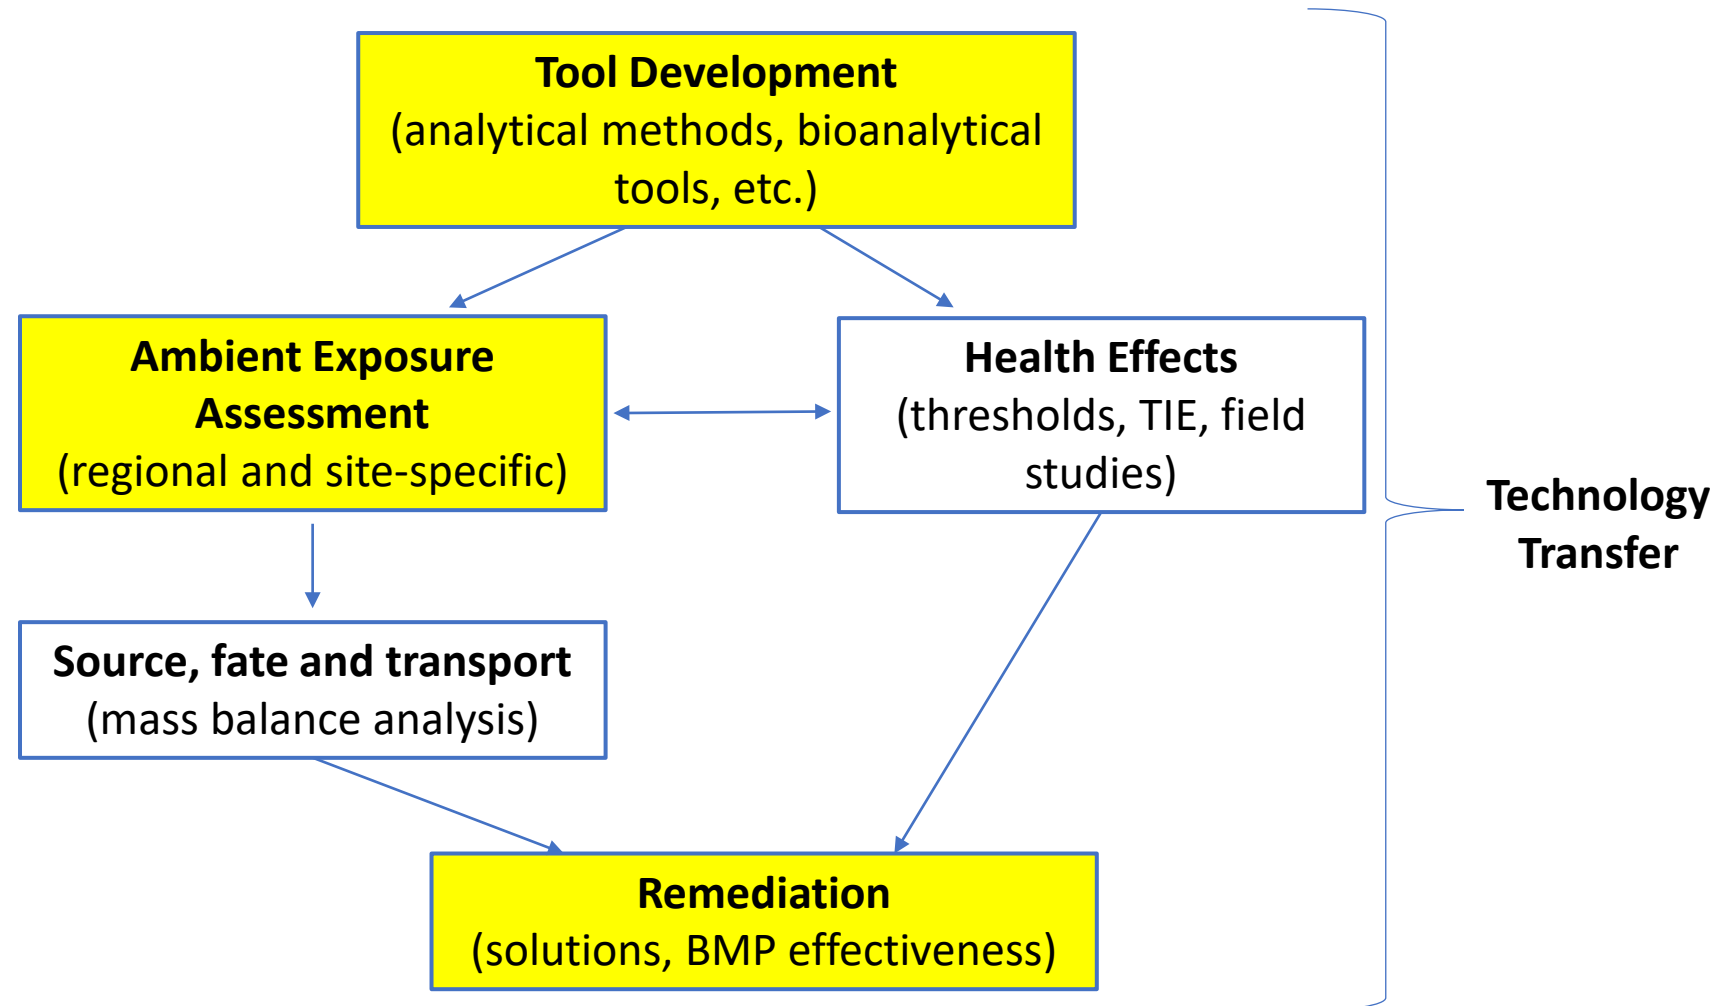 Tool Development
(analytical methods, bioanalytical
tools, etc.)
Ambient Exposure
Assessment
(regional and site-specific)
Health Effects
(thresholds, TIE, field
studies)
Technology
Transfer
Source, fate and transport
(mass balance analysis)
Remediation
(solutions, BMP effectiveness)